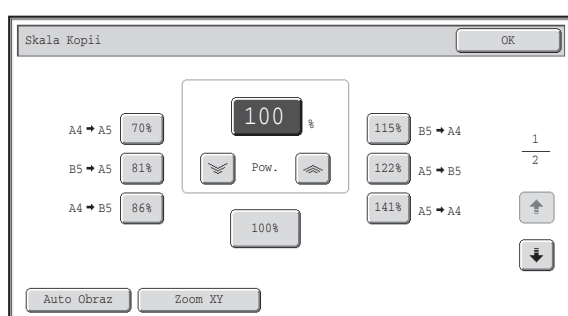 Skala Kopii OK
100 %
A4 → A5 70% 115% B5 → A4
1
B5 → A5 81% Pow. 122% A5 → B5
2
A4 → B5 86% 141% A5 → A4
100%
Auto Obraz Zoom XY